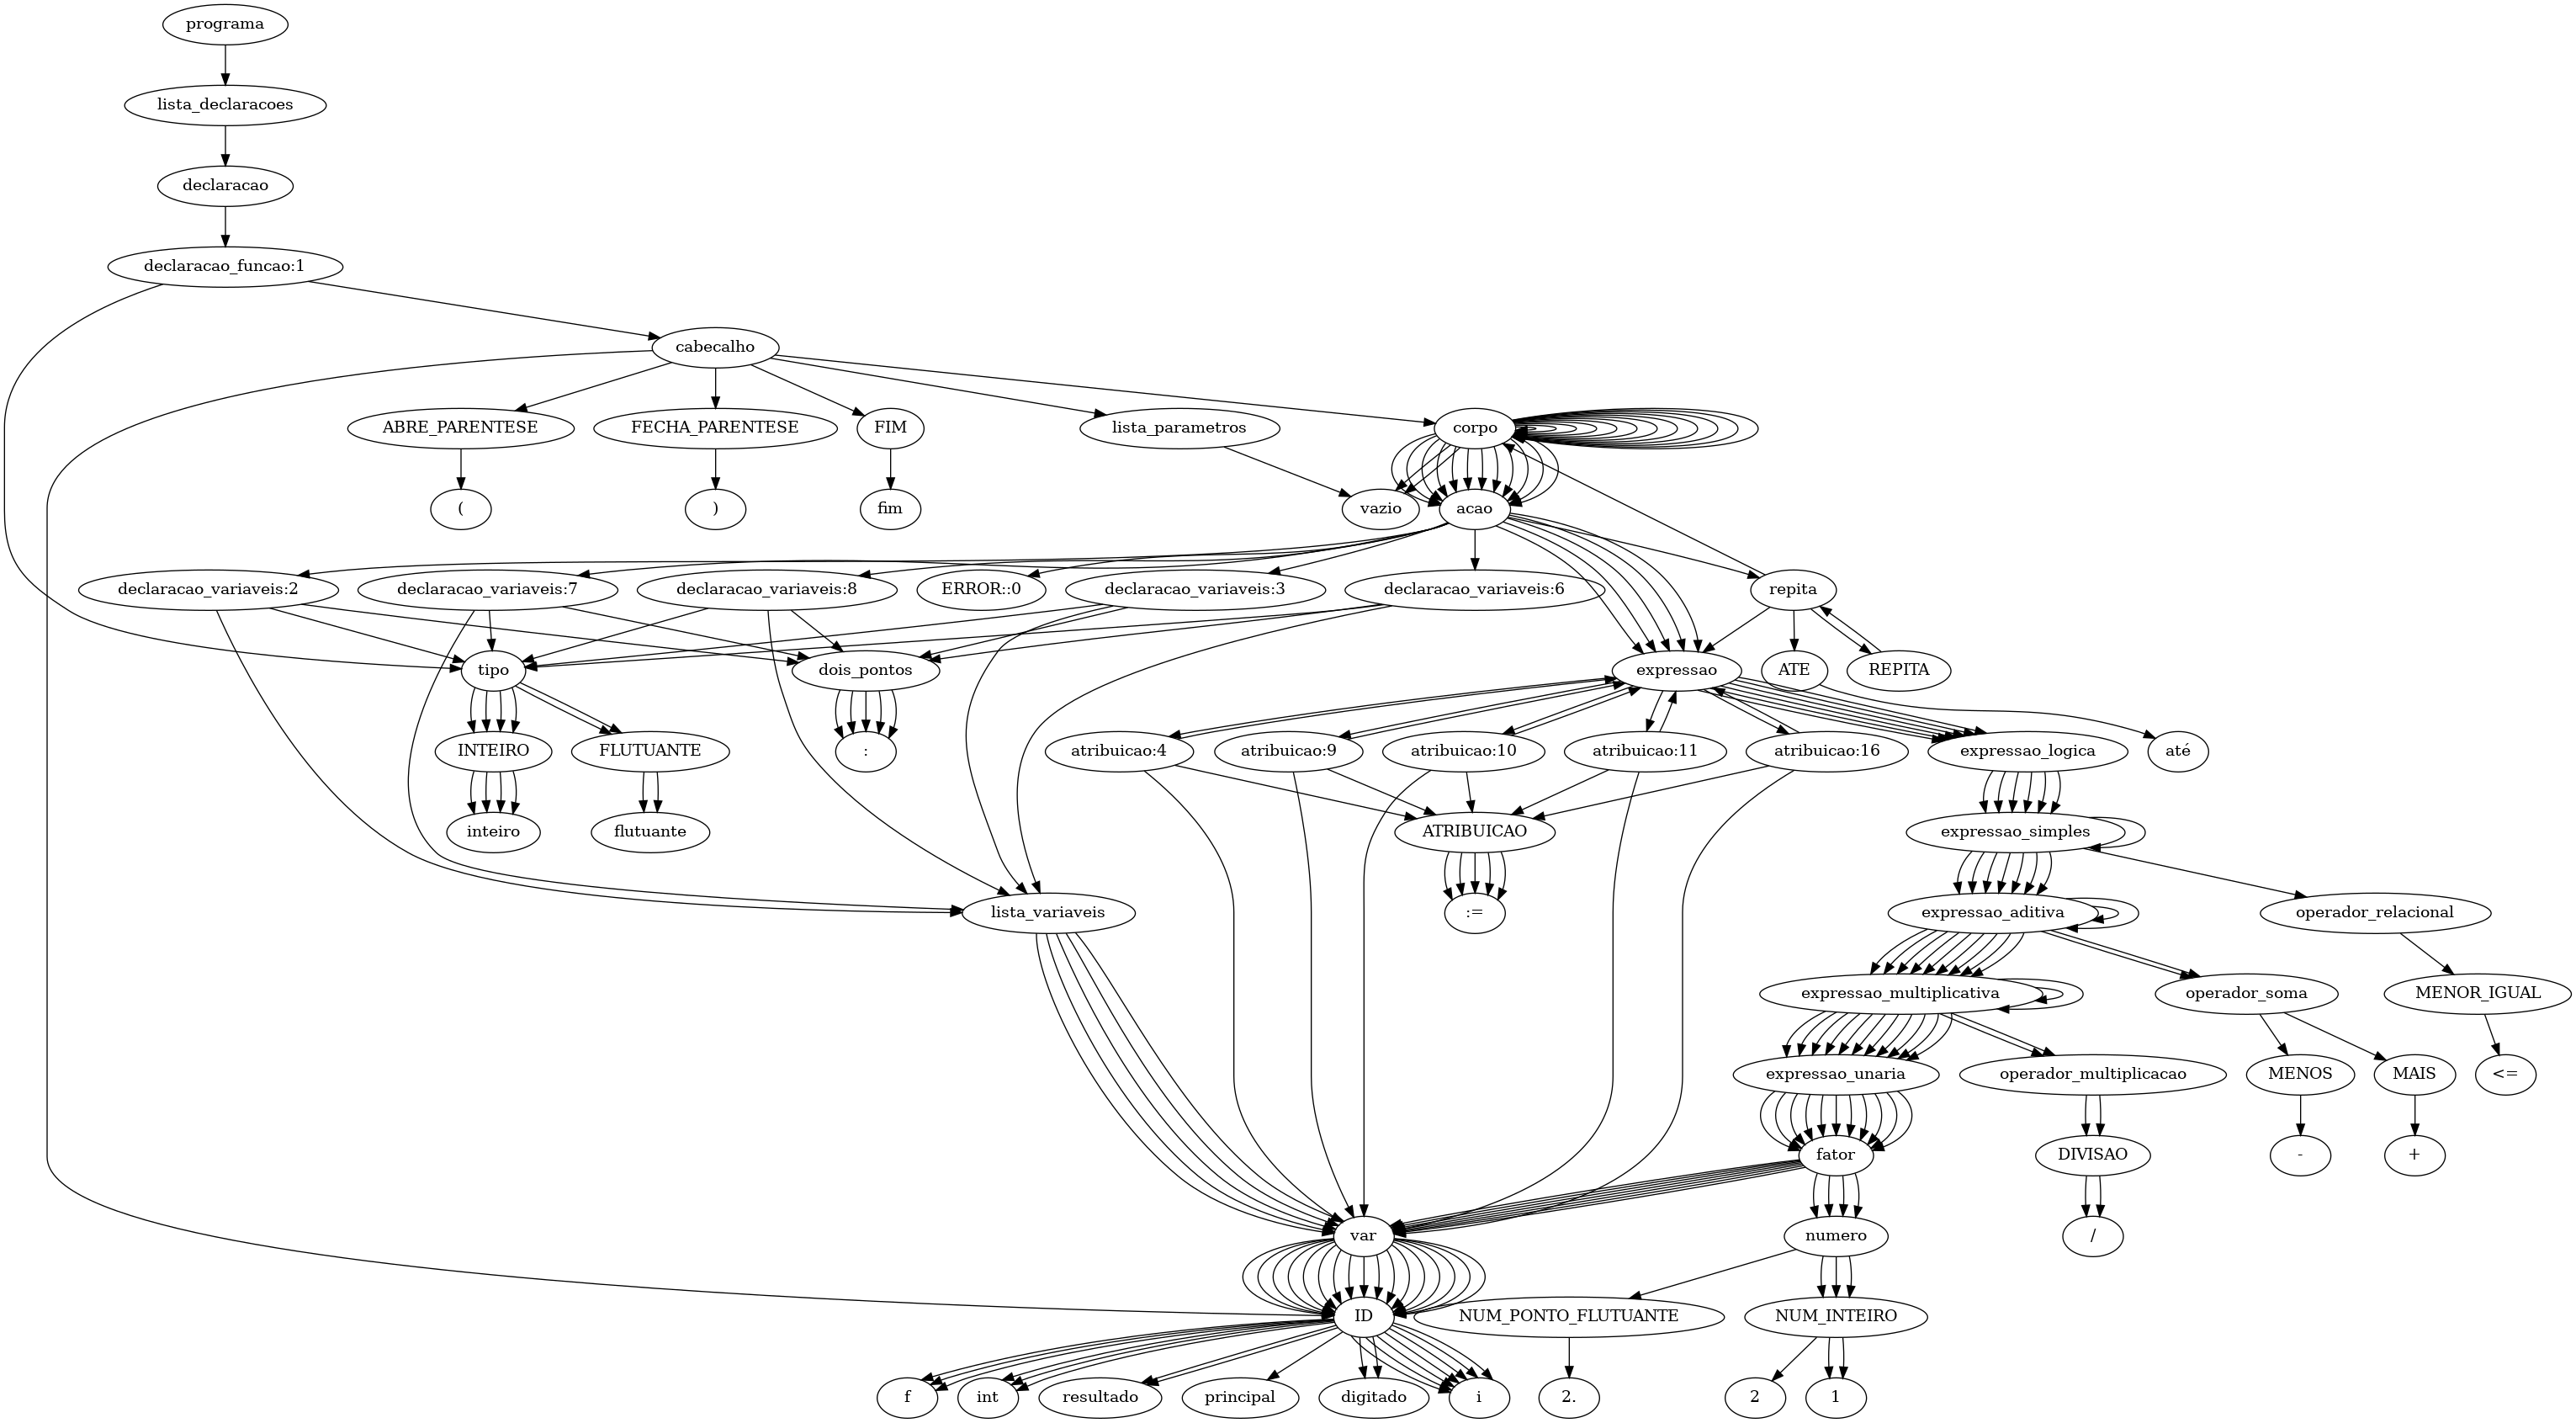 programa
lista_declaracoes
declaracao
declaracao_funcao:1
cabecalho
ABRE_PARENTESE
FECHA_PARENTESE
FIM
lista_parametros
corpo
(
)
fim
vazio
acao
declaracao_variaveis:2
declaracao_variaveis:7
declaracao_variaveis:8
ERROR::0
declaracao_variaveis:3
declaracao_variaveis:6
repita
tipo
dois_pontos
expressao
ATE
REPITA
INTEIRO
FLUTUANTE
:
atribuicao:4
atribuicao:9
atribuicao:10
atribuicao:11
atribuicao:16
expressao_logica
até
inteiro
flutuante
ATRIBUICAO
expressao_simples
lista_variaveis
:=
expressao_aditiva
operador_relacional
expressao_multiplicativa
operador_soma
MENOR_IGUAL
expressao_unaria
operador_multiplicacao
MENOS
MAIS
<=
fator
DIVISAO
-
+
var
numero
/
ID
NUM_PONTO_FLUTUANTE
NUM_INTEIRO
f
int
resultado
principal
digitado
i
2.
2
1